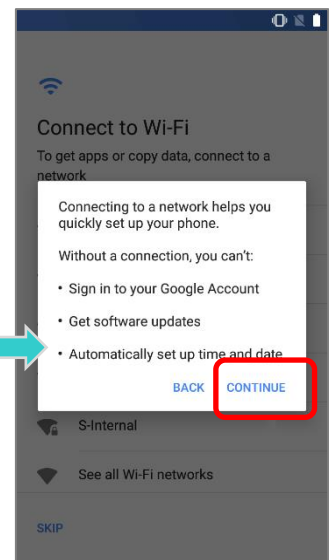 Connect to Wi-Fi
To get apps or copy data, connect to a
network
Connecting to a network helps you
quickly set up your phone.
Without a connection, you can't:
• Sign in to your Google Account
• Get software updates
• Automatically set up time and date
BACK CONTINUE
S-Internal
See all Wi-Fi networks
SKIP